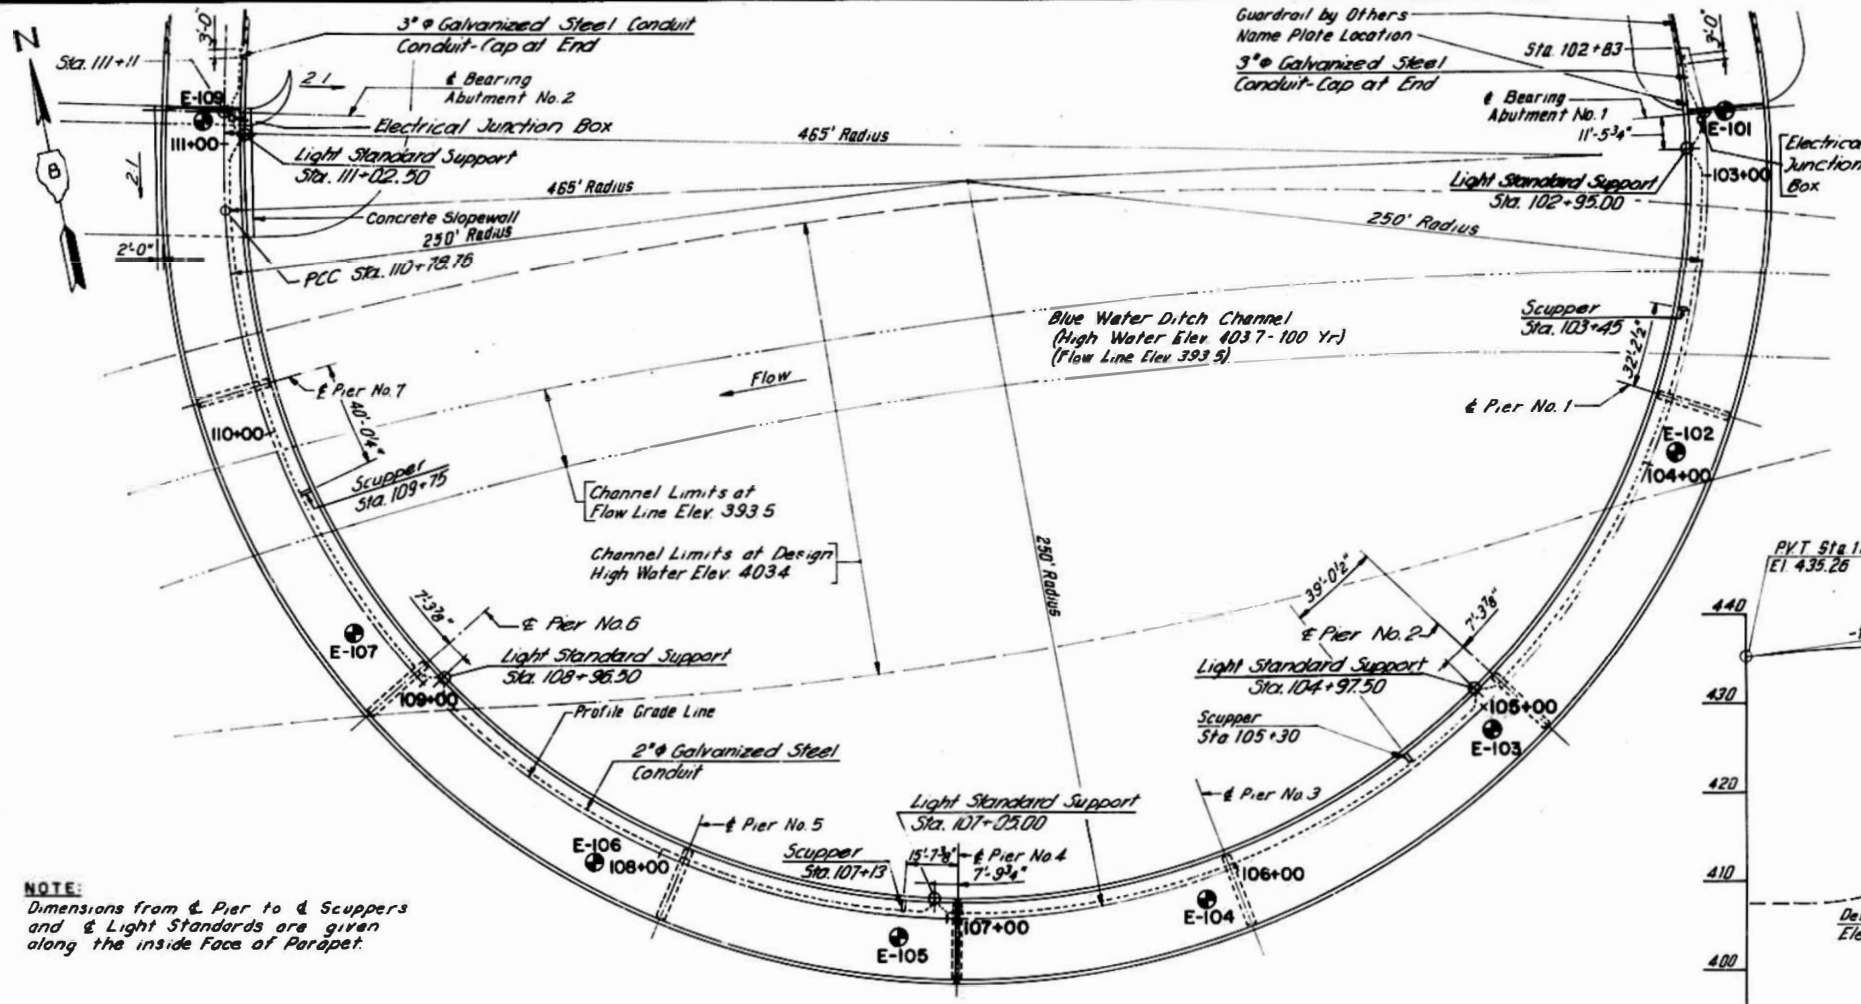 N
B
3'-0"
3"φ Galvanized Steel Conduit
Conduit-Cap at End
Sta. 111+11
2:1
℄ Bearing
Abutment No. 2
E-109
Electrical Junction Box
111+00
Light Standard Support
Sta. 111+02.50
2:1
465' Radius
465' Radius
Concrete Slopewall
250' Radius
2'-0"
PCC Sta. 110+78.76
Guardrail by Others
Name Plate Location
Sta. 102+83
3'-0"
3"φ Galvanized Steel
Conduit-Cap at End
℄ Bearing
Abutment No. 1
11'-5¾"
E-101
Electrical
Junction
Box
Light Standard Support
Sta. 102+95.00
103+00
250' Radius
Blue Water Ditch Channel
(High Water Elev. 403.7-100 Yr)
(Flow Line Elev. 393.5)
Scupper
Sta. 103+45
32'-2½"
Flow
℄ Pier No. 7
40'-0¼"
110+00
Scupper
Sta. 109+75
℄ Pier No. 1
E-102
104+00
Channel Limits at
Flow Line Elev. 393.5
Channel Limits at Design
High Water Elev. 403.4
250' Radius
39'-0½"
7'-3⅞"
℄ Pier No. 2
Light Standard Support
Sta. 104+97.50
105+00
E-103
Scupper
Sta. 105+30
P.V.T. Sta.
El. 435.26
440
430
420
410
400
7'-3⅞"
℄ Pier No. 6
E-107
Light Standard Support
Sta. 108+96.50
109+00
Profile Grade Line
2"φ Galvanized Steel
Conduit
℄ Pier No. 5
E-106
108+00
Light Standard Support
Sta. 107+05.00
Scupper
Sta. 107+13
15'-7⅜"
℄ Pier No. 4
7'-9¾"
℄ Pier No. 3
106+00
E-104
107+00
E-105
NOTE:
Dimensions from ℄ Pier to ℄ Scuppers
and ℄ Light Standards are given
along the inside Face of Parapet.